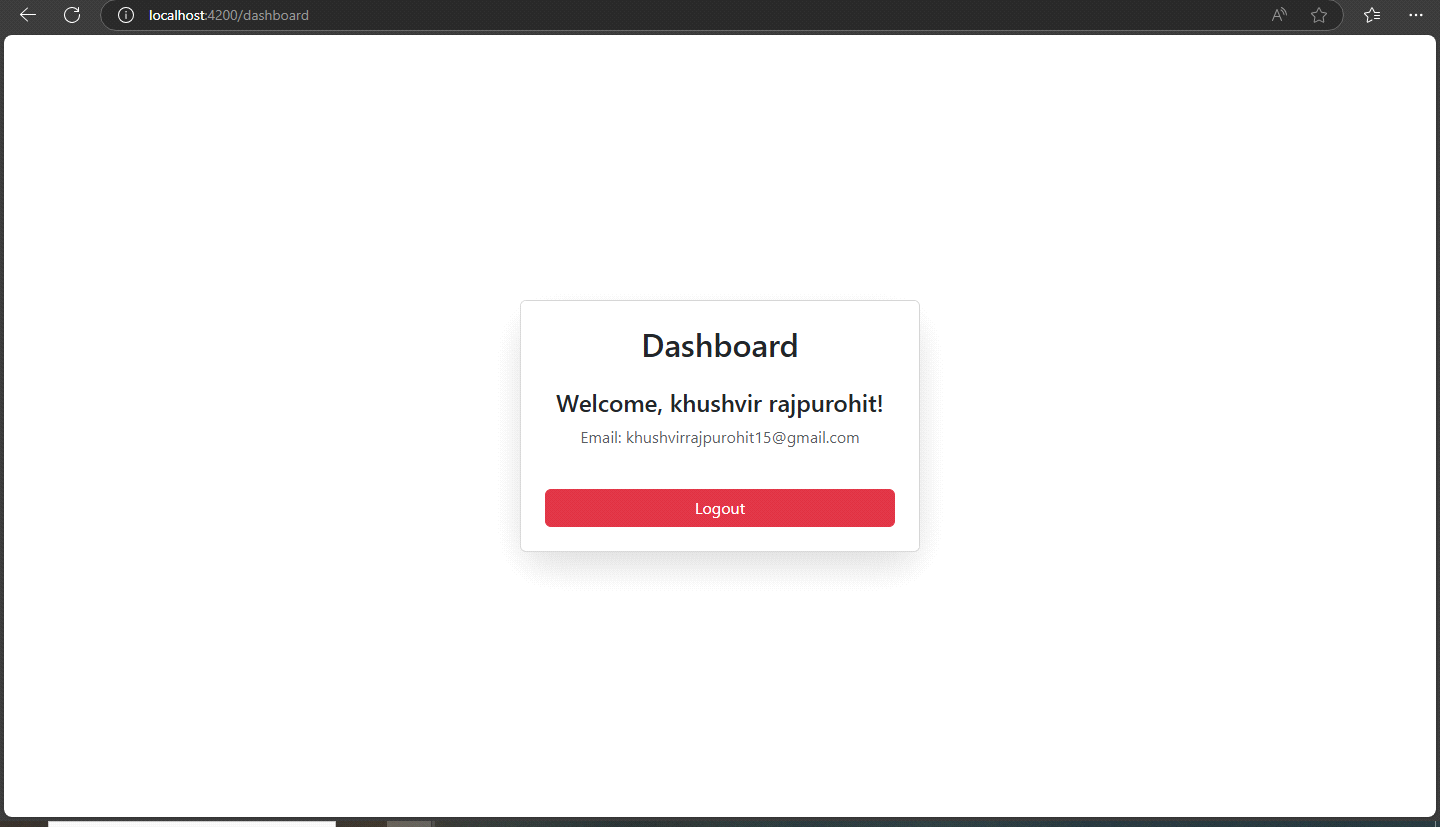 localhost:4200/dashboard
Dashboard
Welcome, khushvir rajpurohit!
Email: khushvirrajpurohit15@gmail.com
Logout